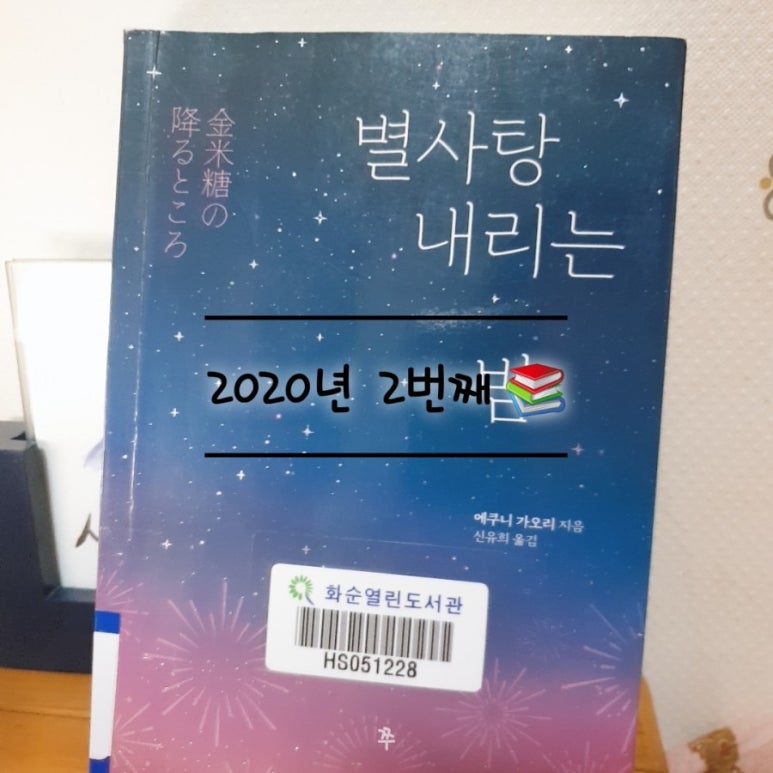 金米糖の
降るところ
별사탕
내리는
밤
2020년 2번째
에쿠니 가오리 지음
신유희 옮김
화순열린도서관
HS051228